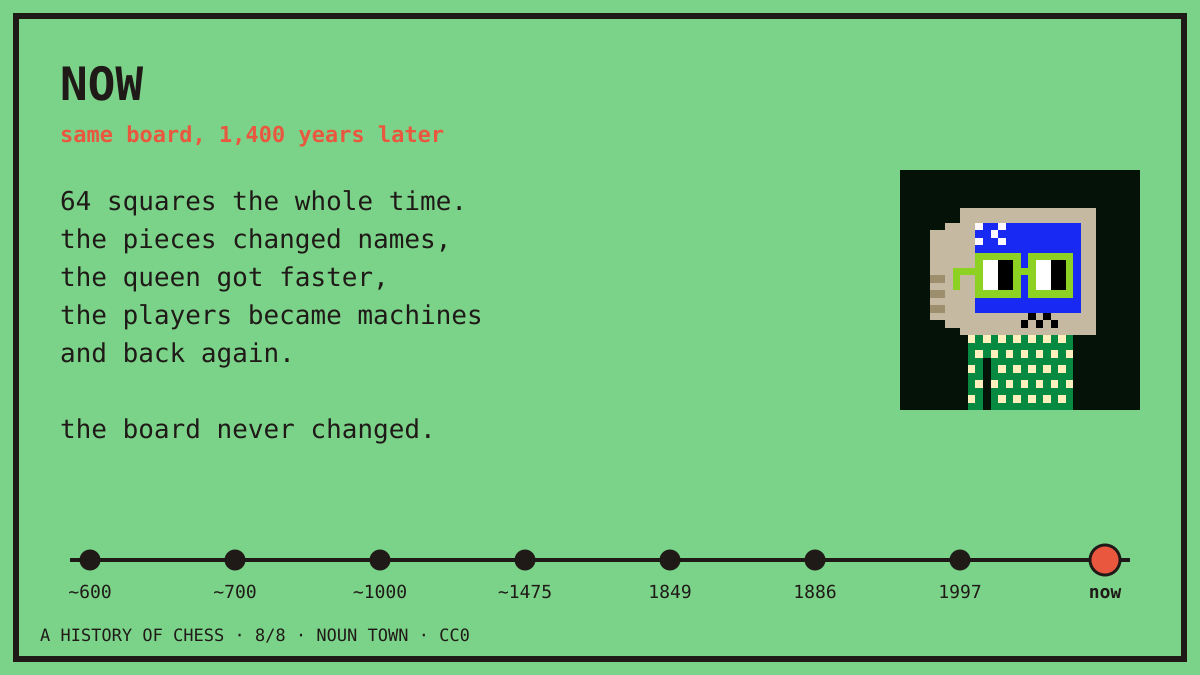 NOW
same board, 1,400 years later
64 squares the whole time.
the pieces changed names,
the queen got faster,
the players became machines
and back again.
the board never changed.
~600 ~700 ~1000 ~1475 1849 1886 1997 now
A HISTORY OF CHESS · 8/8 · NOUN TOWN · CC0